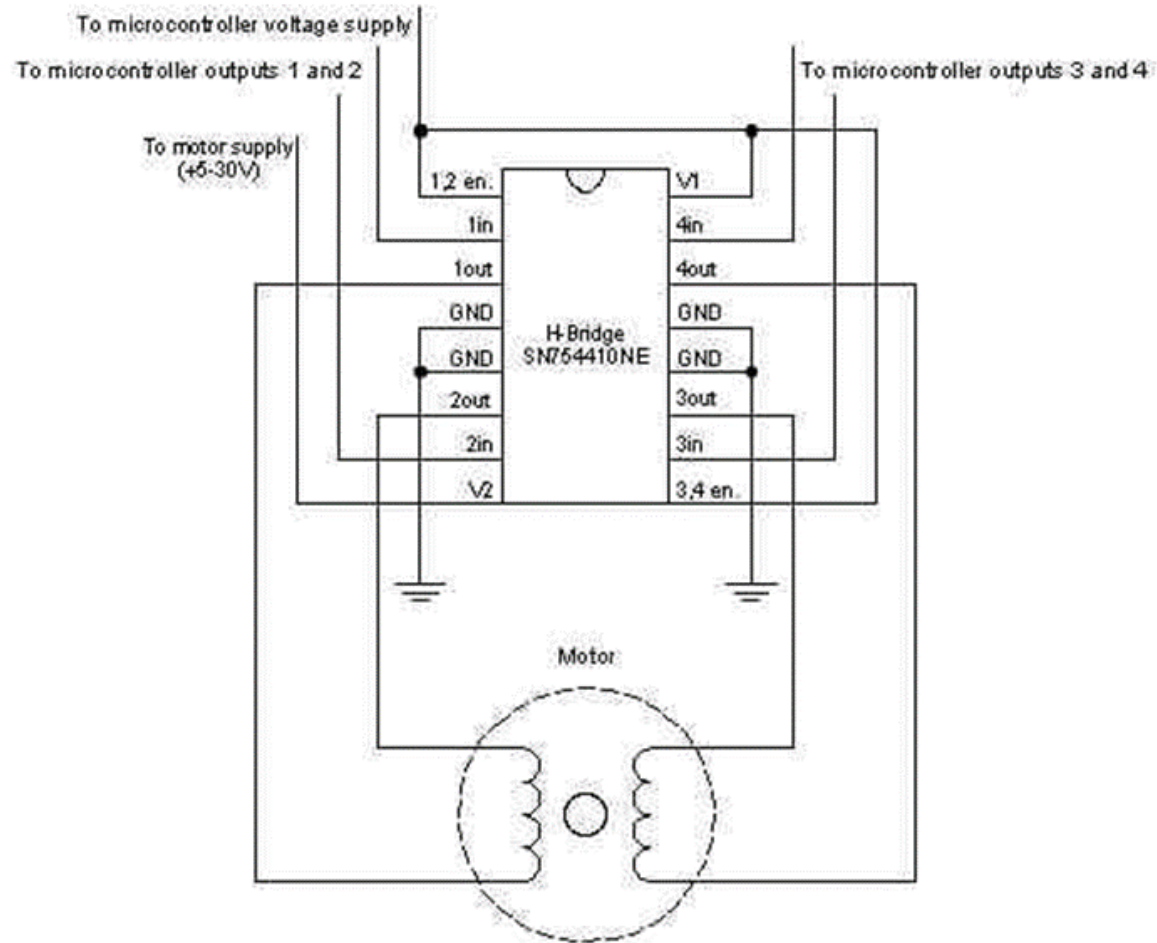 To microcontroller voltage supply
To microcontroller outputs 1 and 2
To microcontroller outputs 3 and 4
To motor supply
(+5-30V)
1,2 en.
V1
1in
4in
1out
4out
GND
GND
H-Bridge
SN754410NE
GND
GND
2out
3out
2in
3in
V2
3,4 en.
Motor